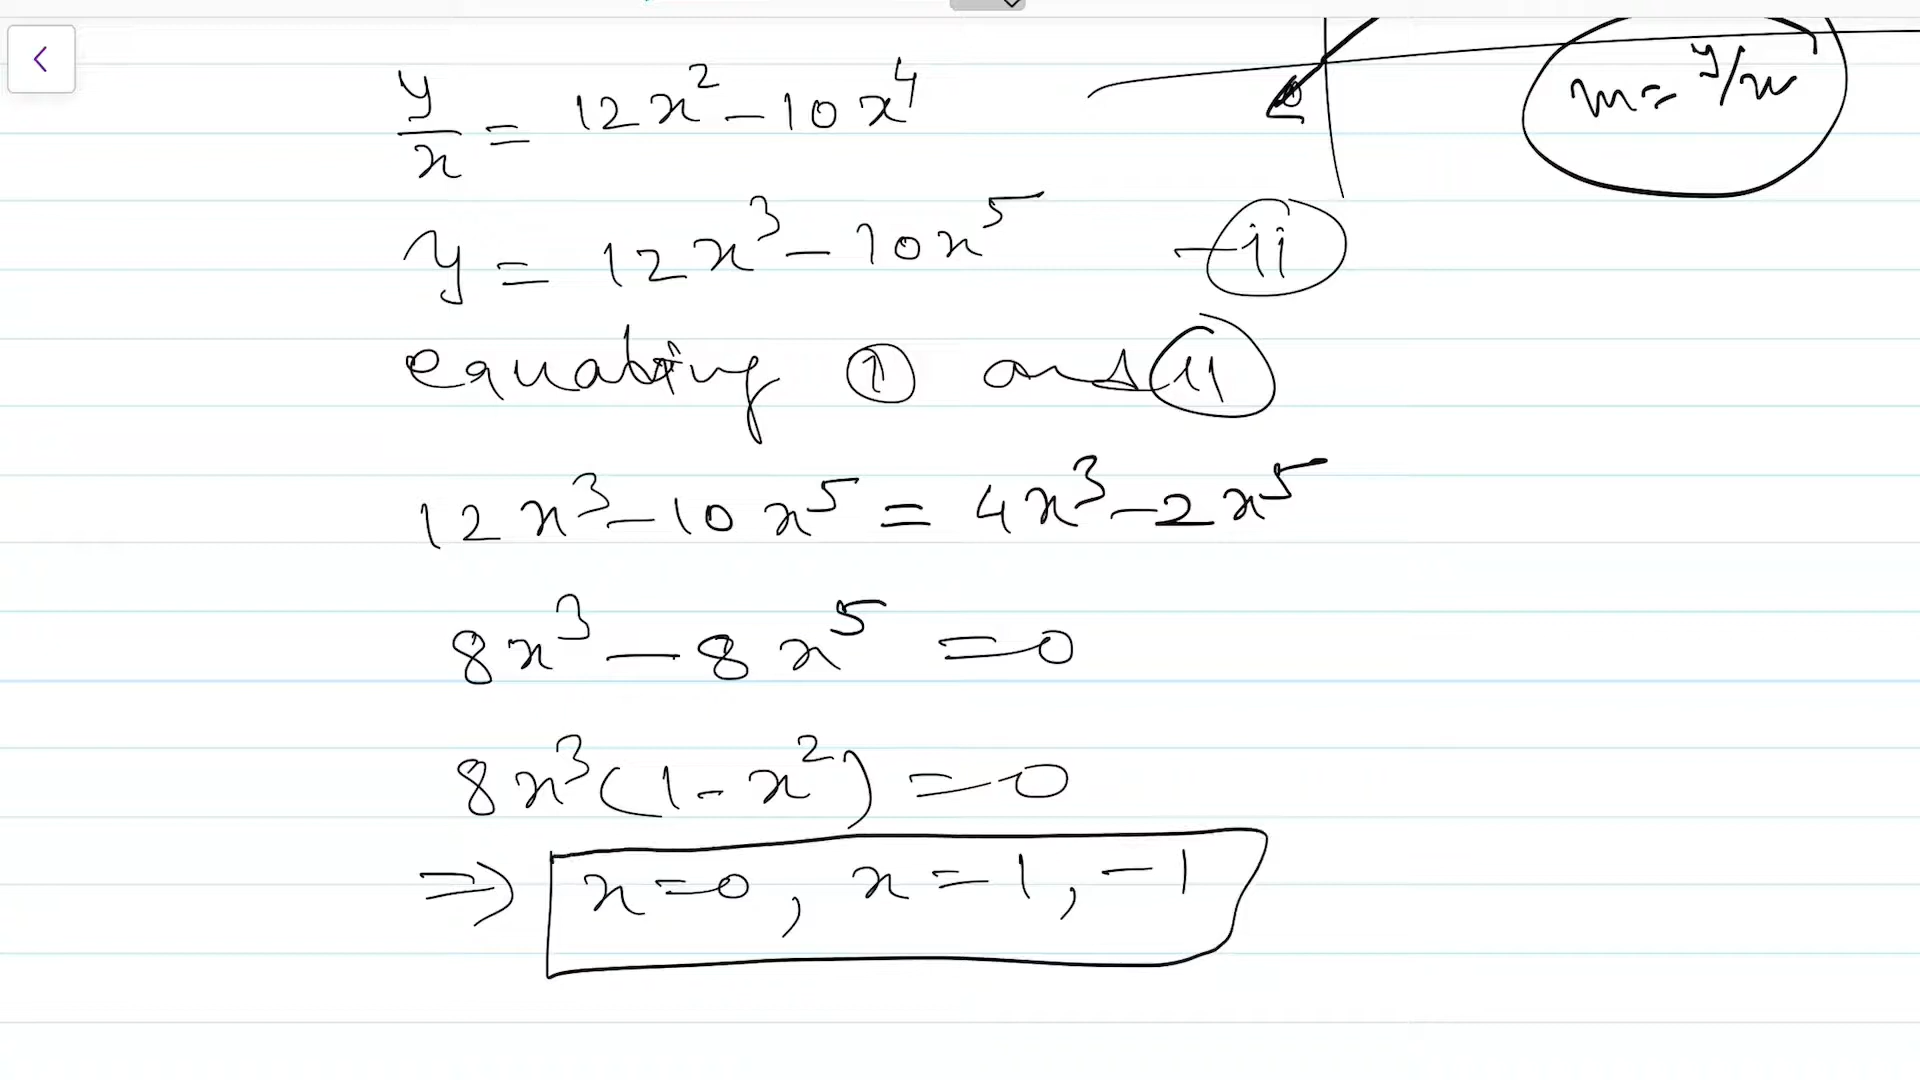 y/x = 12x² - 10x⁴
m = y/x
y = 12x³ - 10x⁵ - ii
equating i and ii
12x³ - 10x⁵ = 4x³ - 2x⁵
8x³ - 8x⁵ = 0
8x³(1 - x²) = 0
⇒ x = 0, x = 1, -1